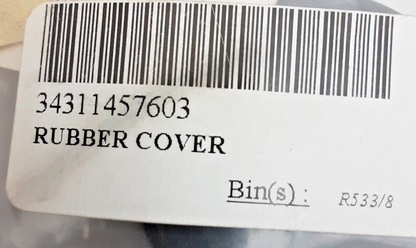 34311457603
RUBBER COVER
Bin(s) : R533/8